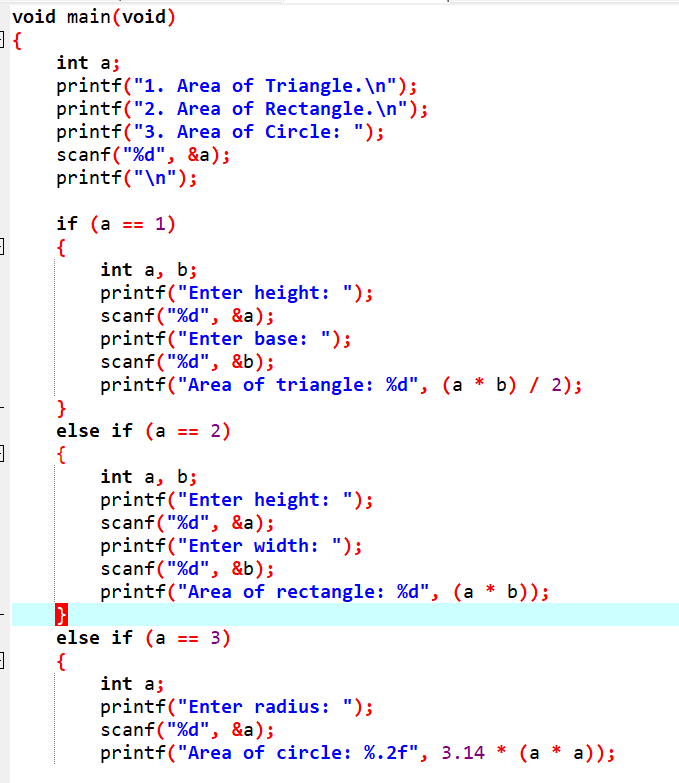 void main(void)
{
    int a;
    printf("1. Area of Triangle.\n");
    printf("2. Area of Rectangle.\n");
    printf("3. Area of Circle: ");
    scanf("%d", &a);
    printf("\n");

    if (a == 1)
    {
        int a, b;
        printf("Enter height: ");
        scanf("%d", &a);
        printf("Enter base: ");
        scanf("%d", &b);
        printf("Area of triangle: %d", (a * b) / 2);
    }
    else if (a == 2)
    {
        int a, b;
        printf("Enter height: ");
        scanf("%d", &a);
        printf("Enter width: ");
        scanf("%d", &b);
        printf("Area of rectangle: %d", (a * b));
    }
    else if (a == 3)
    {
        int a;
        printf("Enter radius: ");
        scanf("%d", &a);
        printf("Area of circle: %.2f", 3.14 * (a * a));